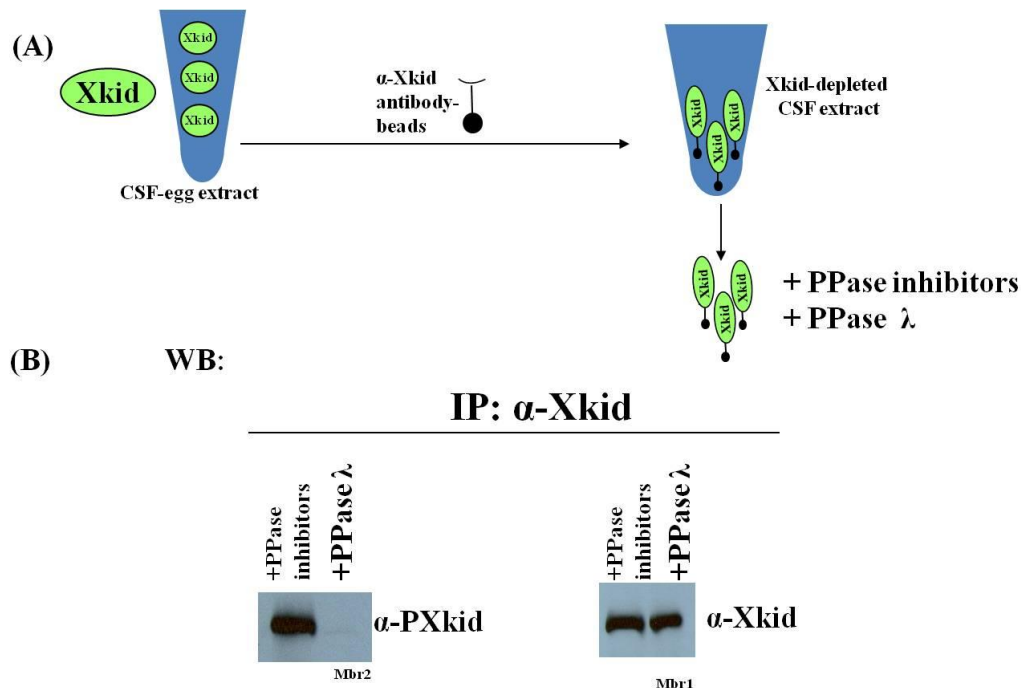 (A)
Xkid
Xkid
Xkid
Xkid
CSF-egg extract
α-Xkid
antibody-
beads
Xkid-depleted
CSF extract
Xkid
Xkid
Xkid
Xkid
Xkid
Xkid
+ PPase inhibitors
+ PPase λ
(B)
WB:
IP: α-Xkid
+PPase
inhibitors
+PPase λ
α-PXkid
Mbr2
+PPase
inhibitors
+PPase λ
α-Xkid
Mbr1